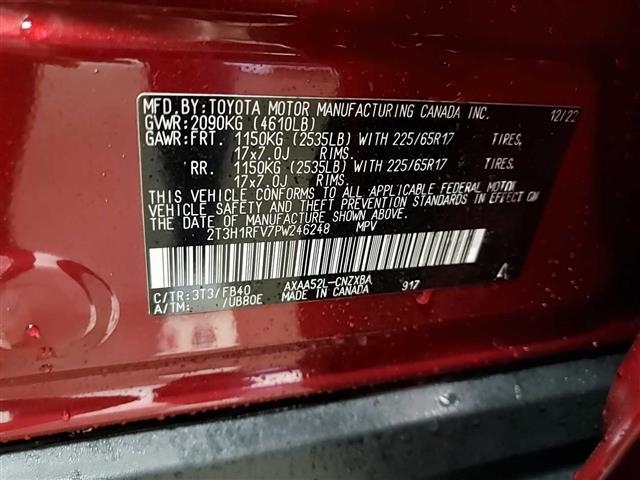 MFD.BY:TOYOTA MOTOR MANUFACTURING CANADA INC. 12/22
GVWR:2090KG (4610LB)
GAWR:FRT. 1150KG (2535LB) WITH 225/65R17 TIRES,
17x7.0J RIMS.
RR. 1150KG (2535LB) WITH 225/65R17 TIRES,
17x7.0J RIMS.
THIS VEHICLE CONFORMS TO ALL APPLICABLE FEDERAL MOTOR
VEHICLE SAFETY AND THEFT PREVENTION STANDARDS IN EFFECT ON
THE DATE OF MANUFACTURE SHOWN ABOVE.
2T3H1RFV7PW246248 MPV
C/TR:3T3/FB40 AXAA52L-CNZXBA 917 A
A/TM: /UB80E MADE IN CANADA